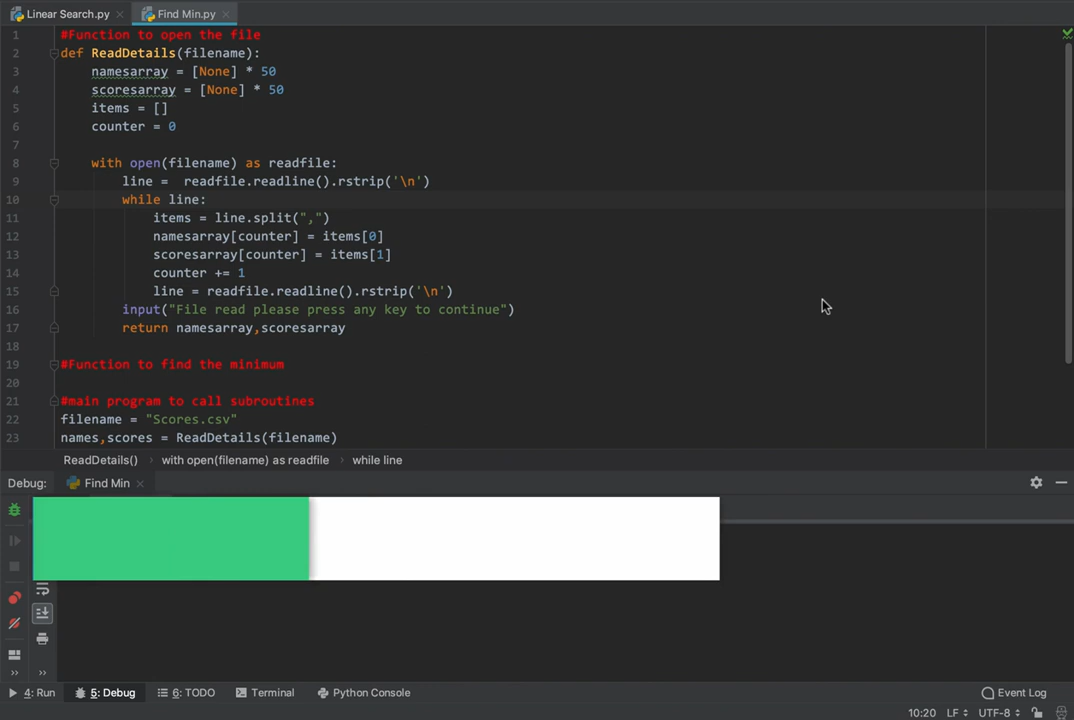 Linear Search.py
Find Min.py
1 #Function to open the file
2 def ReadDetails(filename):
3 namesarray = [None] * 50
4 scoresarray = [None] * 50
5 items = []
6 counter = 0
7
8 with open(filename) as readfile:
9 line =  readfile.readline().rstrip('\n')
10 while line:
11 items = line.split(",")
12 namesarray[counter] = items[0]
13 scoresarray[counter] = items[1]
14 counter += 1
15 line = readfile.readline().rstrip('\n')
16 input("File read please press any key to continue")
17 return namesarray,scoresarray
18
19 #Function to find the minimum
20
21 #main program to call subroutines
22 filename = "Scores.csv"
23 names,scores = ReadDetails(filename)
ReadDetails() › with open(filename) as readfile › while line
Debug: Find Min
4: Run 5: Debug 6: TODO Terminal Python Console Event Log
10:20 LF UTF-8